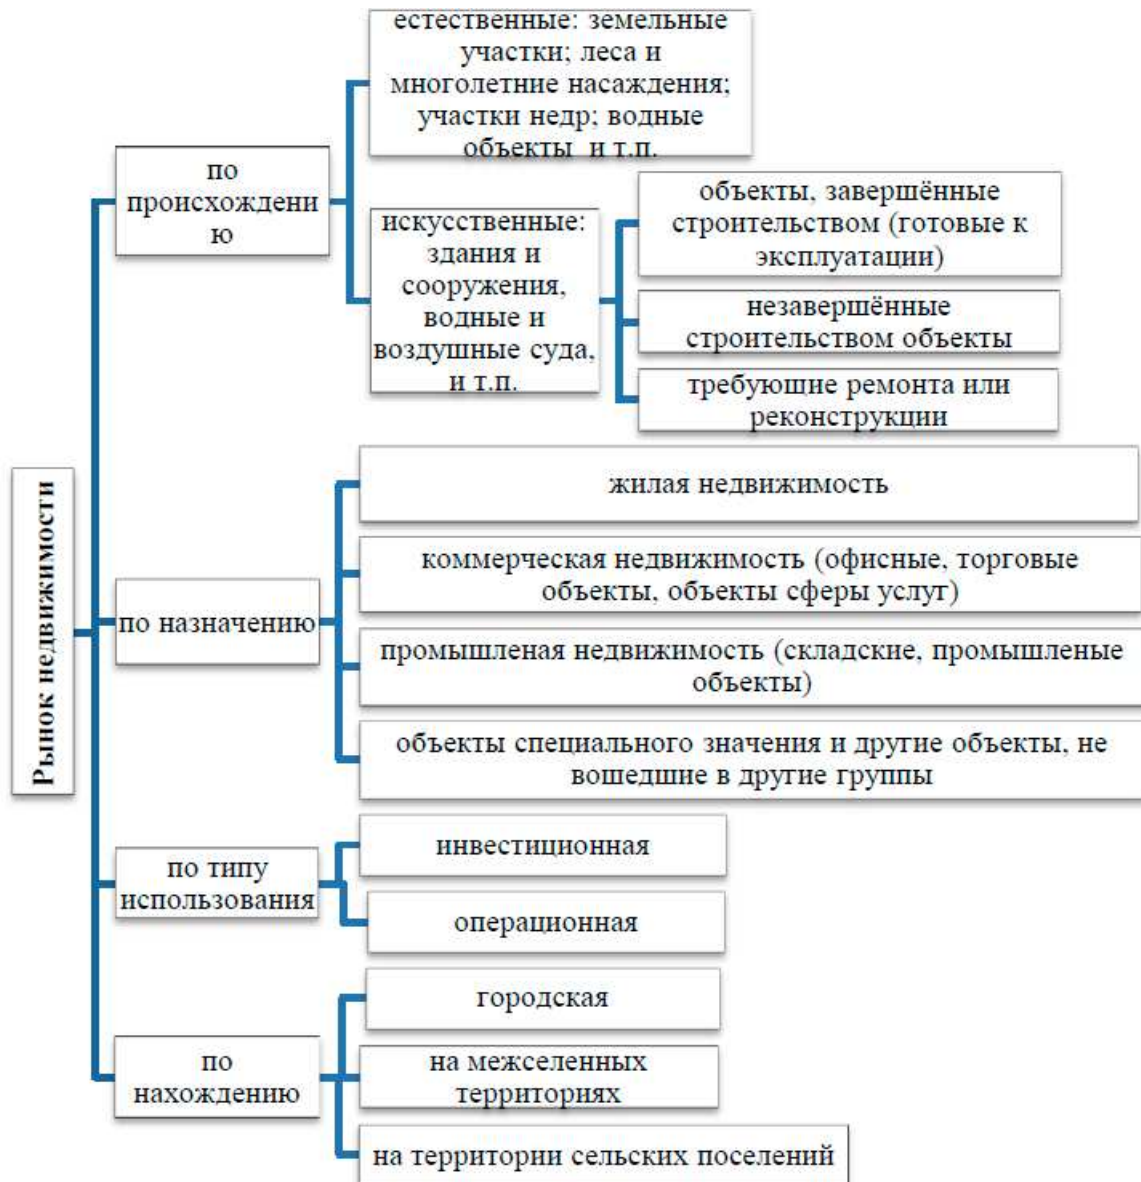 Рынок недвижимости
по
происхождени
ю
естественные: земельные
участки; леса и
многолетние насаждения;
участки недр; водные
объекты и т.п.
искусственные:
здания и
сооружения,
водные и
воздушные суда,
и т.п.
объекты, завершённые
строительством (готовые к
эксплуатации)
незавершённые
строительством объекты
требующие ремонта или
реконструкции
по назначению
жилая недвижимость
коммерческая недвижимость (офисные, торговые
объекты, объекты сферы услуг)
промышленая недвижимость (складские, промышленые
объекты)
объекты специального значения и другие объекты, не
вошедшие в другие группы
по типу
использования
инвестиционная
операционная
по
нахождению
городская
на межселенных
территориях
на территории сельских поселений